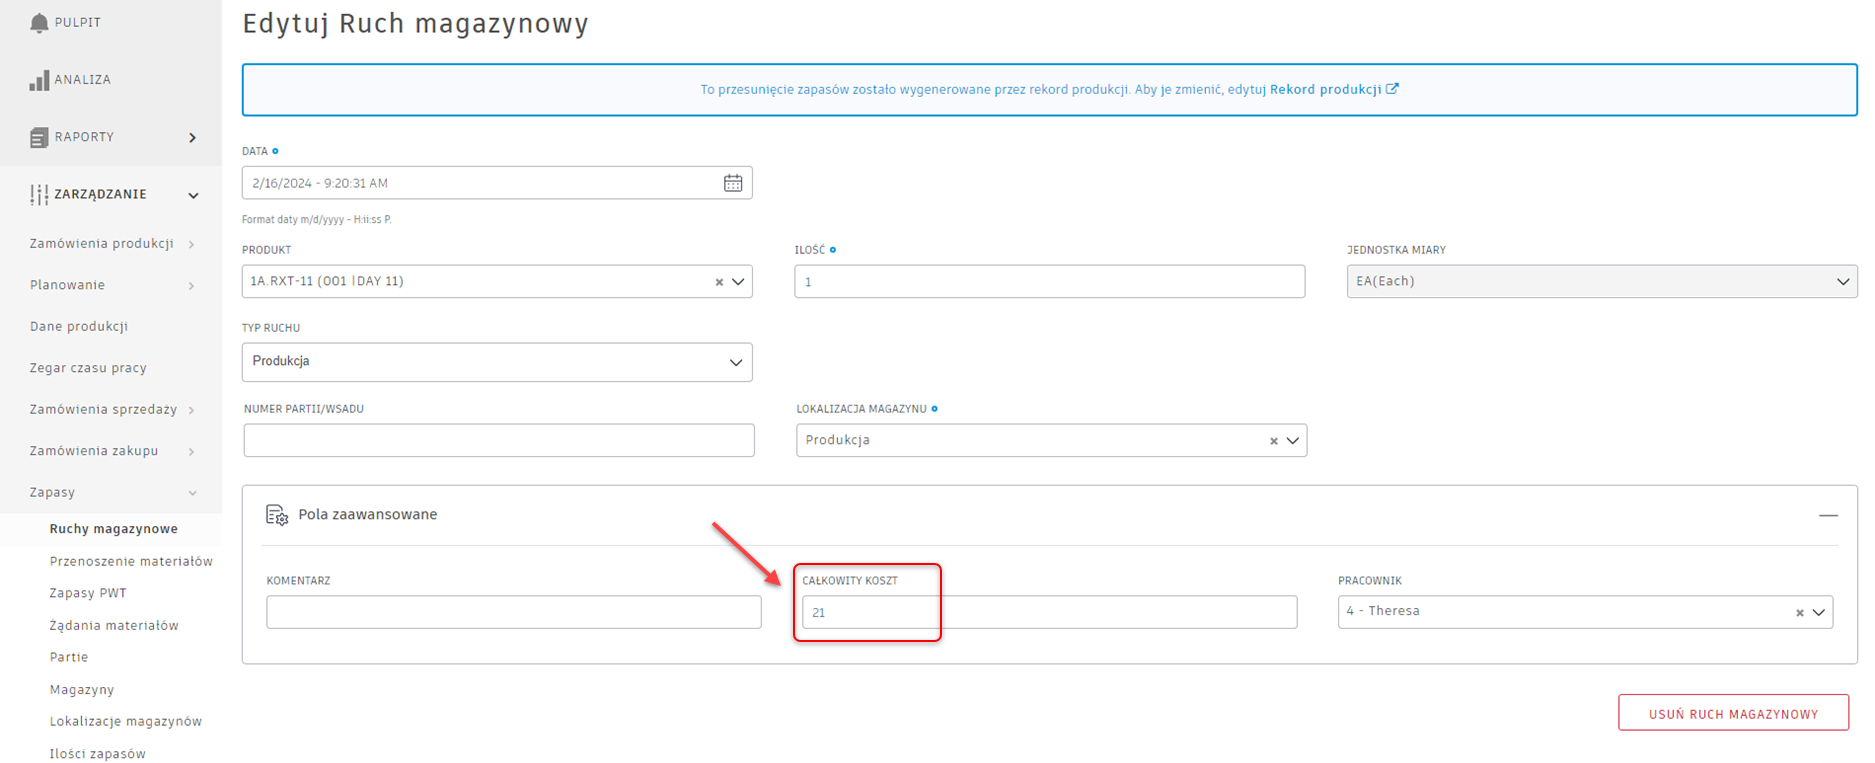 PULPIT
ANALIZA
RAPORTY
ZARZĄDZANIE
Zamówienia produkcji
Planowanie
Dane produkcji
Zegar czasu pracy
Zamówienia sprzedaży
Zamówienia zakupu
Zapasy
Ruchy magazynowe
Przenoszenie materiałów
Zapasy PWT
Żądania materiałów
Partie
Magazyny
Lokalizacje magazynów
Ilości zapasów
Edytuj Ruch magazynowy
To przesunięcie zapasów zostało wygenerowane przez rekord produkcji. Aby je zmienić, edytuj Rekord produkcji
DATA
2/16/2024 - 9:20:31 AM
Format daty m/d/yyyy - H:ii:ss P.
PRODUKT
1A.RXT-11 (001 |DAY 11)
ILOŚĆ
1
JEDNOSTKA MIARY
EA(Each)
TYP RUCHU
Produkcja
NUMER PARTII/WSADU
LOKALIZACJA MAGAZYNU
Produkcja
Pola zaawansowane
KOMENTARZ
CAŁKOWITY KOSZT
21
PRACOWNIK
4 - Theresa
USUŃ RUCH MAGAZYNOWY